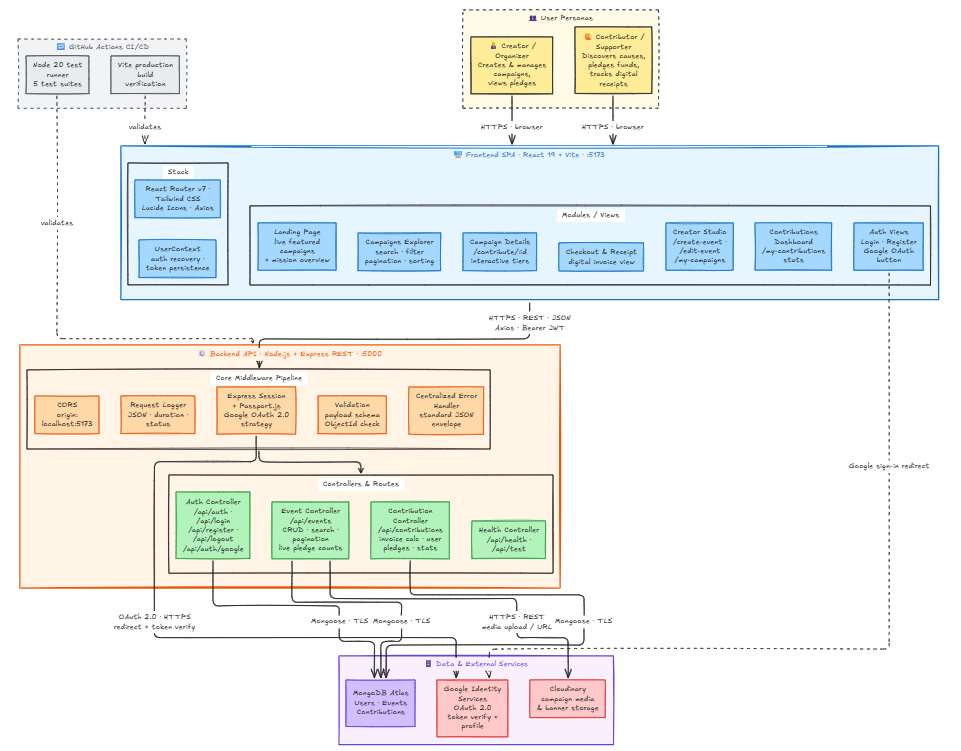 User Personas
Creator /
Organizer
Creates & manages
campaigns,
views pledges
Contributor /
Supporter
Discovers causes,
pledges funds,
tracks digital
receipts
GitHub Actions CI/CD
Node 20 test
runner
5 test suites
Vite production
build
verification
validates
HTTPS · browser
HTTPS · browser
validates
Frontend SPA · React 19 + Vite · :5173
Stack
React Router v7 ·
Tailwind CSS
Lucide Icons · Axios
UserContext
auth recovery ·
token persistence
Modules / Views
Landing Page
live featured
campaigns
+ mission overview
Campaigns Explorer
search · filter
pagination · sorting
Campaign Details
/contribute/:id
interactive tiers
Checkout & Receipt
digital invoice view
Creator Studio
/create-event ·
/edit-event
/my-campaigns
Contributions
Dashboard
/my-contributions
stats
Auth Views
Login · Register
Google OAuth
button
HTTPS · REST · JSON
Axios · Bearer JWT
Backend API · Node.js + Express REST · :5000
Core Middleware Pipeline
CORS
origin:
localhost:5173
Request Logger
JSON · duration ·
status
Express Session
+ Passport.js
Google OAuth 2.0
strategy
Validation
payload schema
ObjectId check
Centralized Error
Handler
standard JSON
envelope
Google sign-in redirect
Controllers & Routes
Auth Controller
/api/auth ·
/api/login
/api/register ·
/api/logout
/api/auth/google
Event Controller
/api/events
CRUD · search ·
pagination
live pledge counts
Contribution
Controller
/api/contributions
invoice calc · user
pledges · stats
Health Controller
/api/health ·
/api/test
OAuth 2.0 · HTTPS
redirect + token verify
Mongoose · TLS
Mongoose · TLS
HTTPS · REST
media upload / URL
Mongoose · TLS
Data & External Services
MongoDB Atlas
Users · Events
Contributions
Google Identity
Services
OAuth 2.0
token verify +
profile
Cloudinary
campaign media
& banner storage